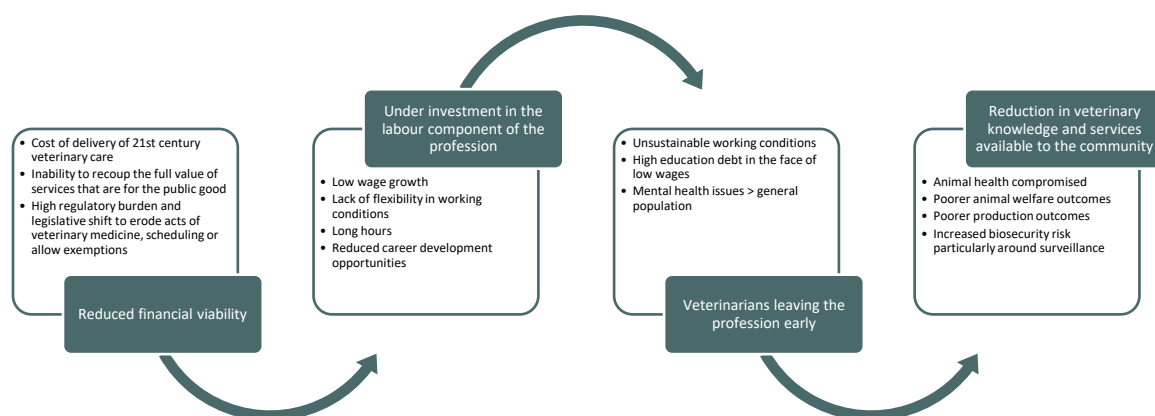 • Cost of delivery of 21st century
veterinary care
• Inability to recoup the full value of
services that are for the public good
• High regulatory burden and
legislative shift to erode acts of
veterinary medicine, scheduling or
allow exemptions
Reduced financial viability
Under investment in the
labour component of the
profession
• Low wage growth
• Lack of flexibility in working
conditions
• Long hours
• Reduced career development
opportunities
• Unsustainable working conditions
• High education debt in the face of
low wages
• Mental health issues > general
population
Veterinarians leaving the
profession early
Reduction in veterinary
knowledge and services
available to the community
• Animal health compromised
• Poorer animal welfare outcomes
• Poorer production outcomes
• Increased biosecurity risk
particularly around surveillance